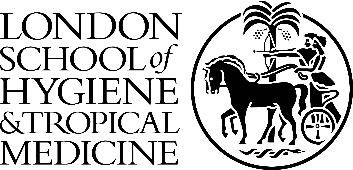 LONDON
SCHOOL of
HYGIENE
& TROPICAL
MEDICINE